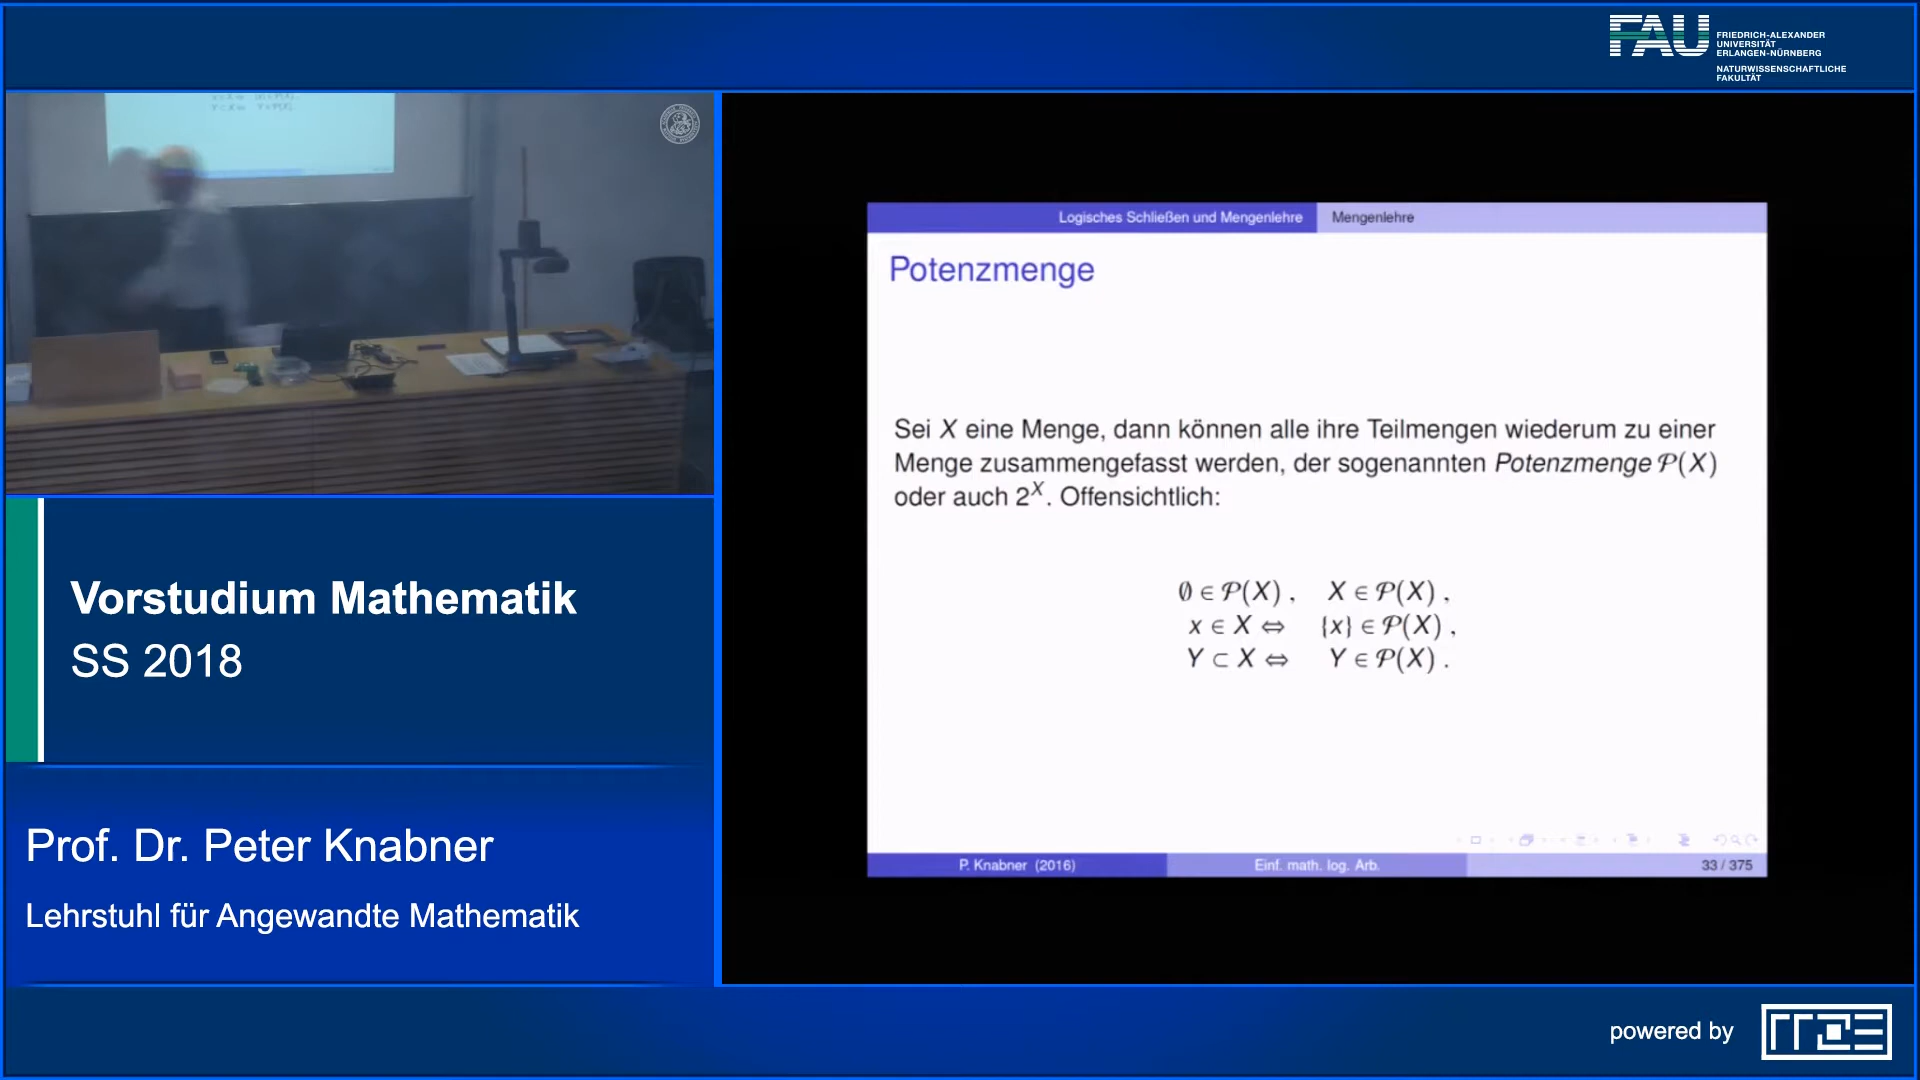 FAU
FRIEDRICH-ALEXANDER
UNIVERSITÄT
ERLANGEN-NÜRNBERG
NATURWISSENSCHAFTLICHE
FAKULTÄT
Logisches Schließen und Mengenlehre Mengenlehre
Potenzmenge
Sei X eine Menge, dann können alle ihre Teilmengen wiederum zu einer
Menge zusammengefasst werden, der sogenannten Potenzmenge 𝒫(X)
oder auch 2^X. Offensichtlich:
∅ ∈ 𝒫(X) , X ∈ 𝒫(X) ,
x ∈ X ⇔ {x} ∈ 𝒫(X) ,
Y ⊂ X ⇔ Y ∈ 𝒫(X) .
P. Knabner (2016) Einf. math. log. Arb. 33 / 375
Vorstudium Mathematik
SS 2018
Prof. Dr. Peter Knabner
Lehrstuhl für Angewandte Mathematik
powered by